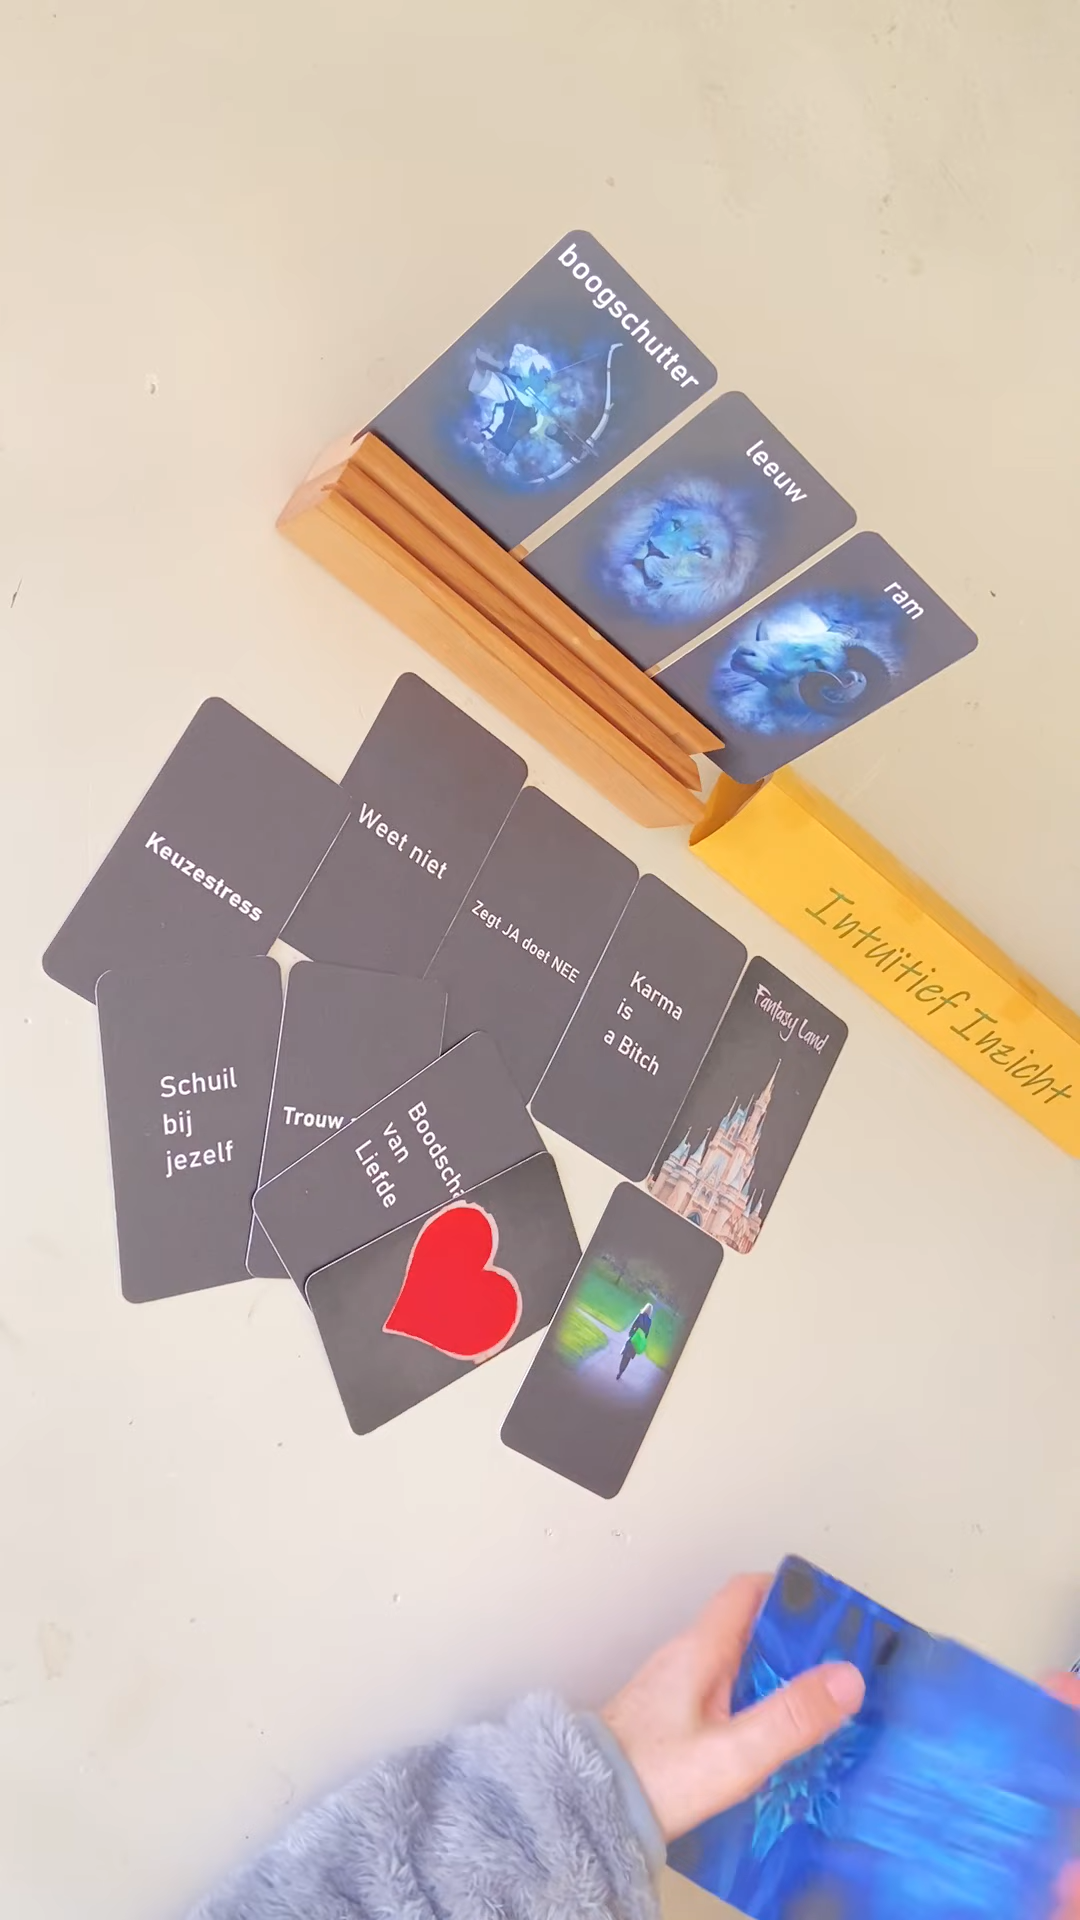 boogschutter
leeuw
ram
Keuzestress
Weet niet
Zegt JA doet NEE
Karma
is
a Bitch
Fantasy Land
Intuïtief Inzicht
Schuil
bij
jezelf
Trouw
van
Liefde